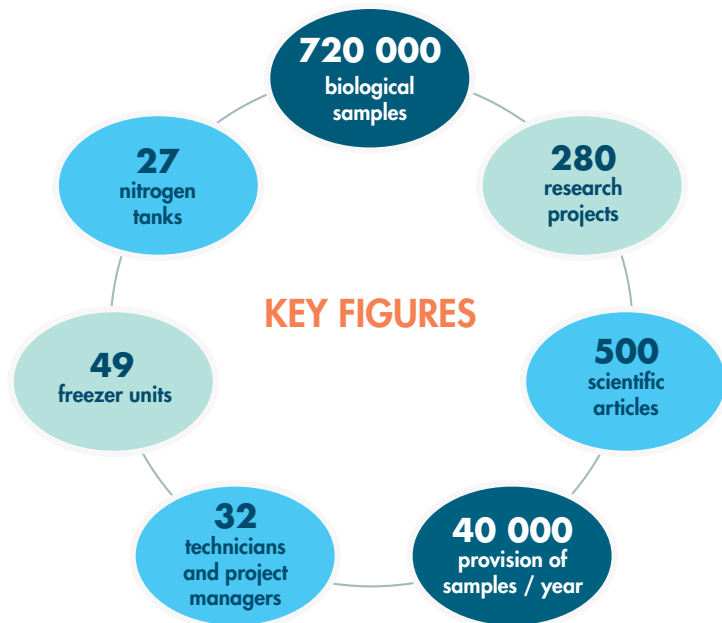 720 000
biological
samples
280
research
projects
500
scientific
articles
40 000
provision of
samples / year
32
technicians
and project
managers
49
freezer units
27
nitrogen
tanks
KEY FIGURES